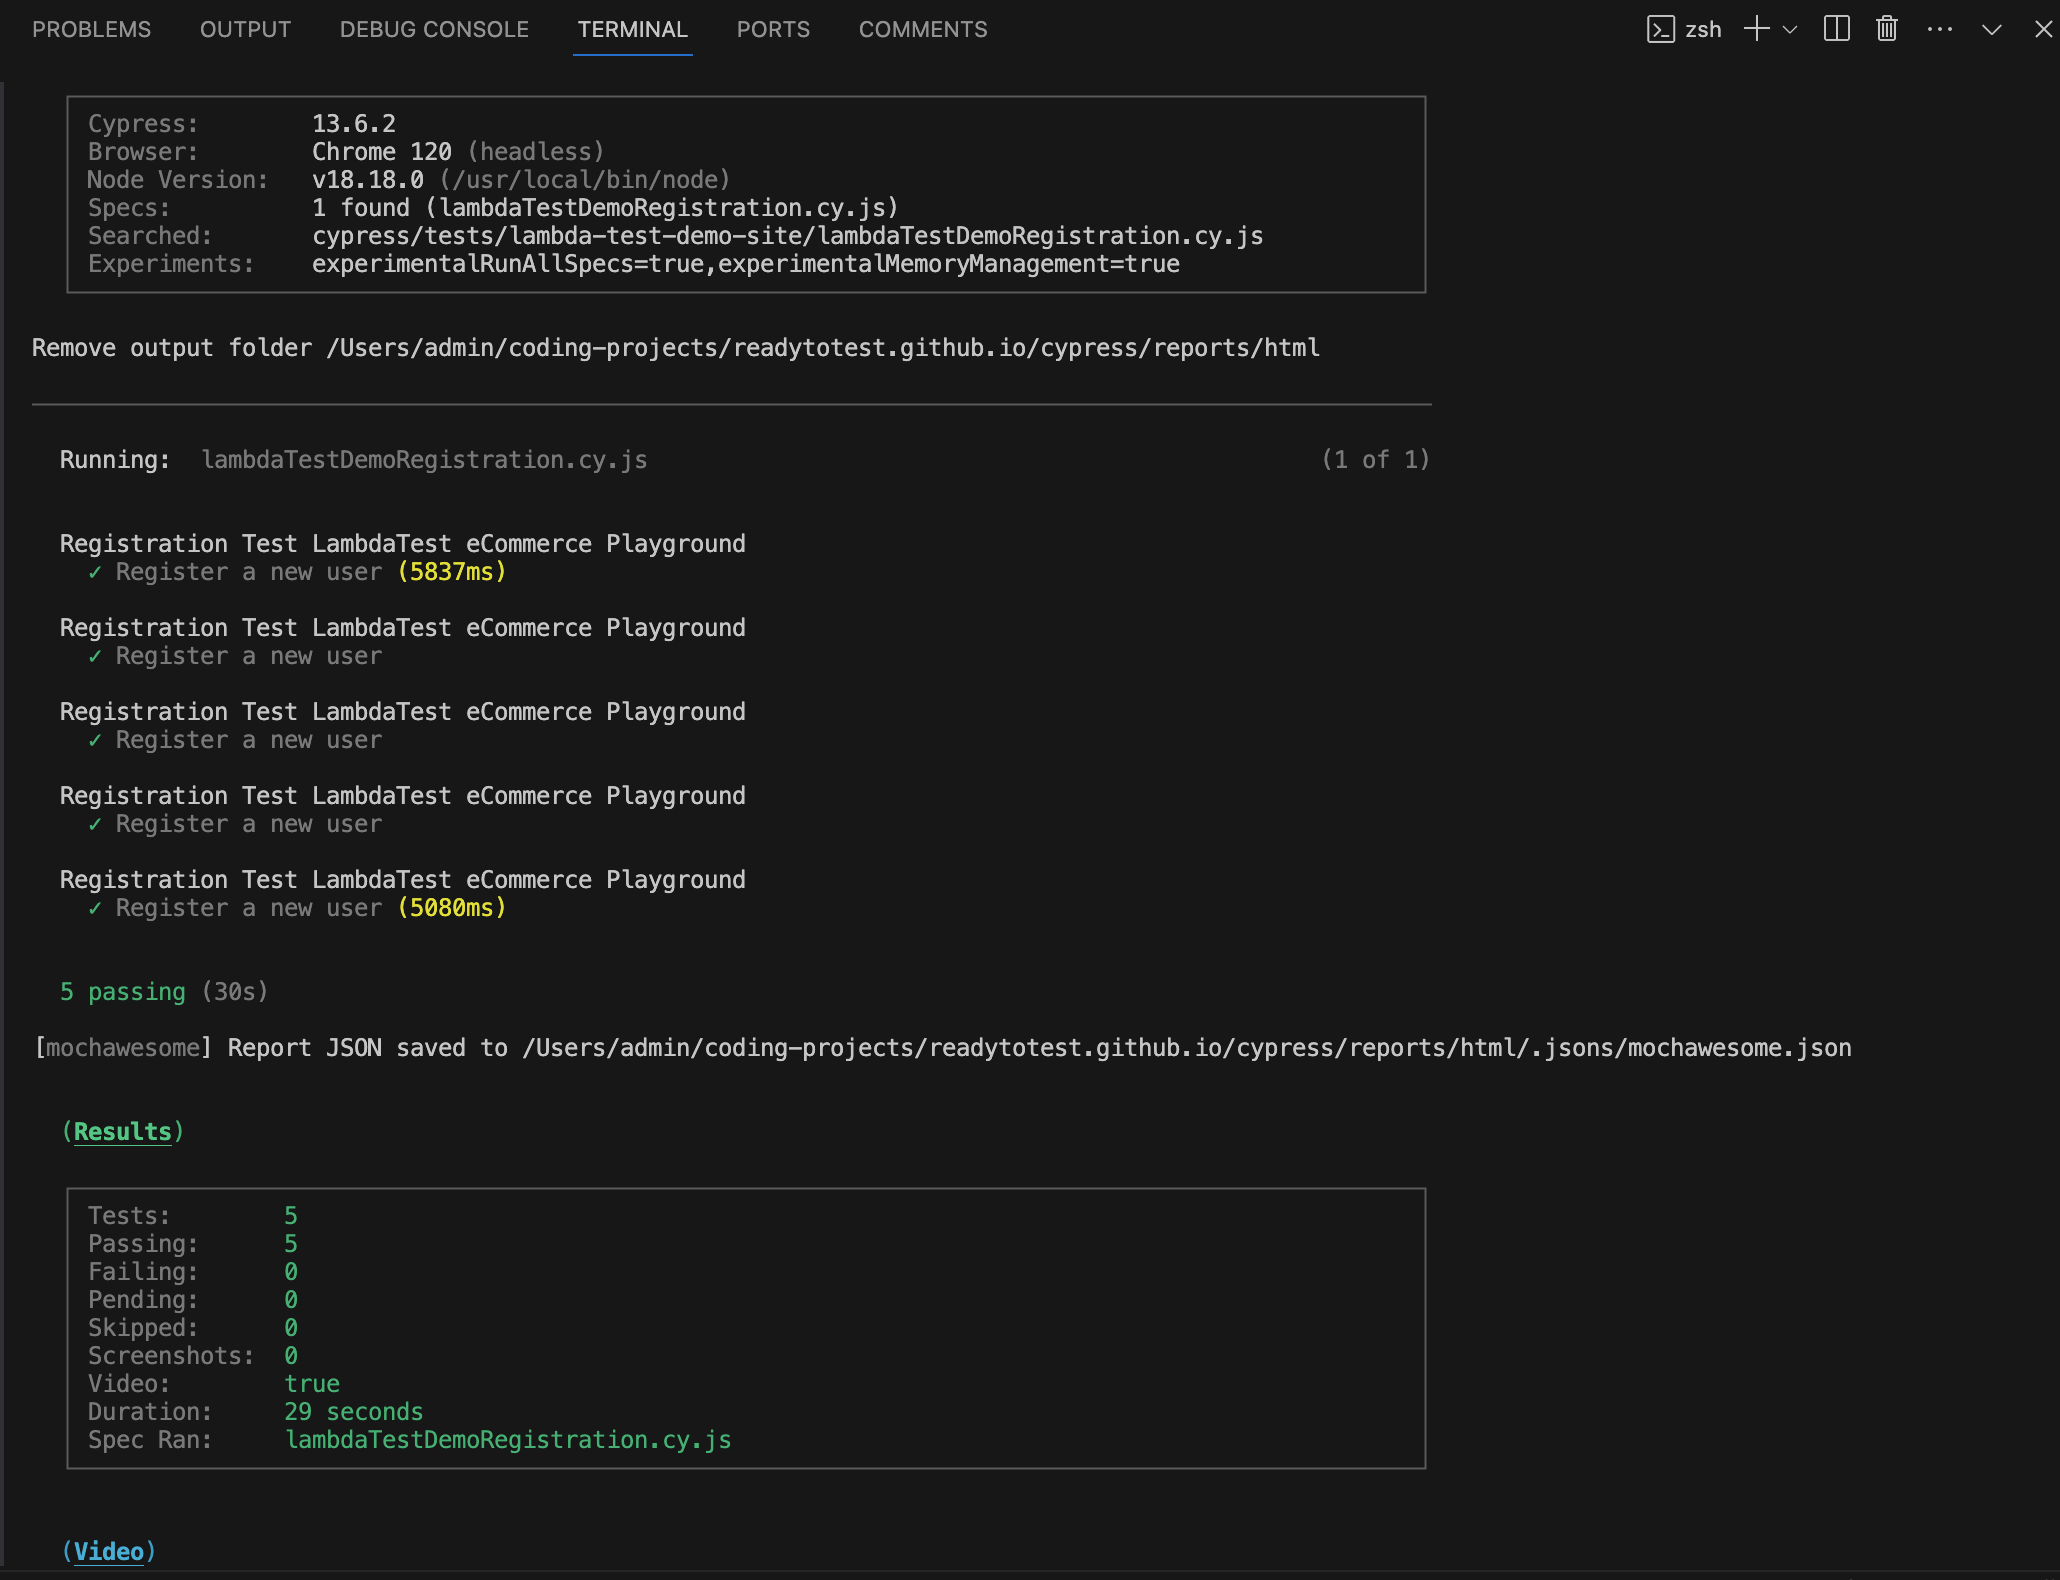 PROBLEMS OUTPUT DEBUG CONSOLE TERMINAL PORTS COMMENTS zsh
Cypress: 13.6.2
Browser: Chrome 120 (headless)
Node Version: v18.18.0 (/usr/local/bin/node)
Specs: 1 found (lambdaTestDemoRegistration.cy.js)
Searched: cypress/tests/lambda-test-demo-site/lambdaTestDemoRegistration.cy.js
Experiments: experimentalRunAllSpecs=true,experimentalMemoryManagement=true
Remove output folder /Users/admin/coding-projects/readytotest.github.io/cypress/reports/html
Running: lambdaTestDemoRegistration.cy.js (1 of 1)
Registration Test LambdaTest eCommerce Playground
✓ Register a new user (5837ms)
Registration Test LambdaTest eCommerce Playground
✓ Register a new user
Registration Test LambdaTest eCommerce Playground
✓ Register a new user
Registration Test LambdaTest eCommerce Playground
✓ Register a new user
Registration Test LambdaTest eCommerce Playground
✓ Register a new user (5080ms)
5 passing (30s)
[mochawesome] Report JSON saved to /Users/admin/coding-projects/readytotest.github.io/cypress/reports/html/.jsons/mochawesome.json
(Results)
Tests: 5
Passing: 5
Failing: 0
Pending: 0
Skipped: 0
Screenshots: 0
Video: true
Duration: 29 seconds
Spec Ran: lambdaTestDemoRegistration.cy.js
(Video)